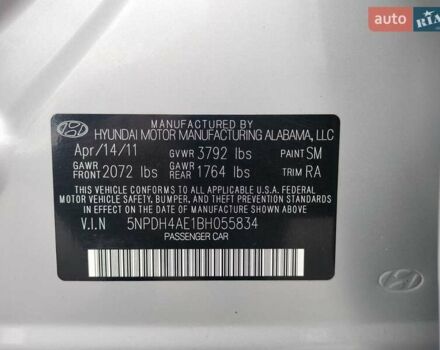 auto RIA
MANUFACTURED BY
HYUNDAI MOTOR MANUFACTURING ALABAMA, LLC
Apr/14/11 GVWR 3792 lbs PAINT SM
GAWR FRONT 2072 lbs GAWR REAR 1764 lbs TRIM RA
THIS VEHICLE CONFORMS TO ALL APPLICABLE U.S. FEDERAL
MOTOR VEHICLE SAFETY, BUMPER, AND THEFT PREVENTION STANDARDS
IN EFFECT ON THE DATE OF MANUFACTURE SHOWN ABOVE.
V.I.N 5NPDH4AE1BH055834
PASSENGER CAR